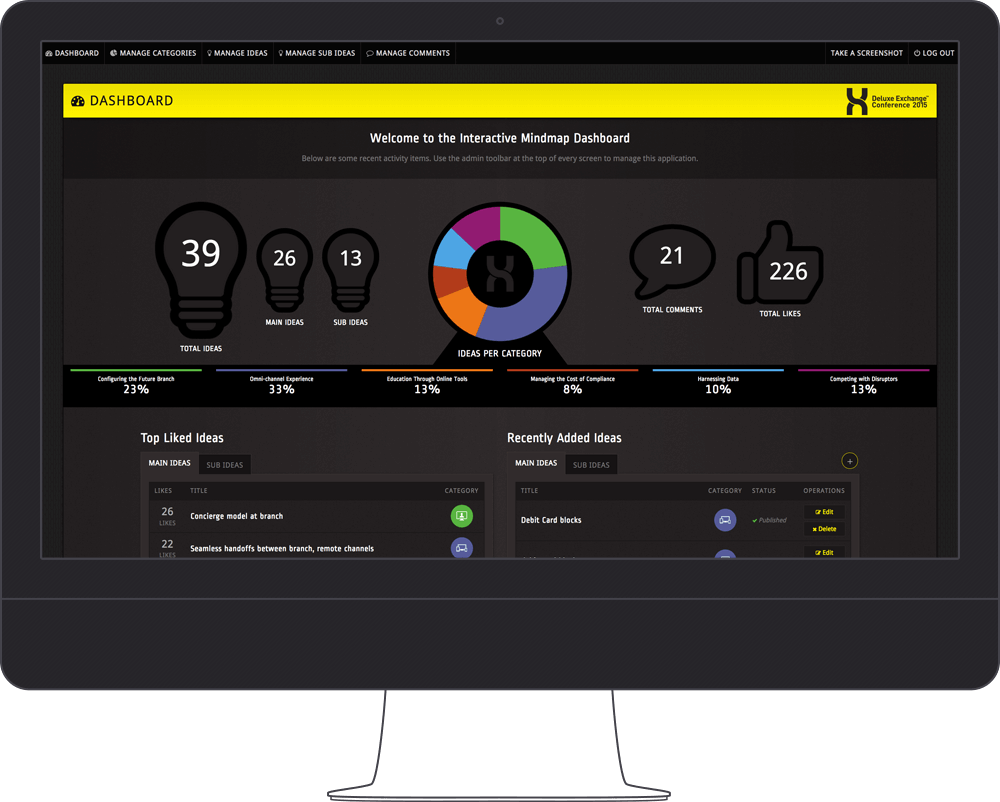 DASHBOARD MANAGE CATEGORIES MANAGE IDEAS MANAGE SUB IDEAS MANAGE COMMENTS TAKE A SCREENSHOT LOG OUT
DASHBOARD
Deluxe Exchange™
Conference 2015
Welcome to the Interactive Mindmap Dashboard
Below are some recent activity items. Use the admin toolbar at the top of every screen to manage this application.
39
TOTAL IDEAS
26
MAIN IDEAS
13
SUB IDEAS
IDEAS PER CATEGORY
21
TOTAL COMMENTS
226
TOTAL LIKES
Configuring the Future Branch
23%
Omni-channel Experience
33%
Education Through Online Tools
13%
Managing the Cost of Compliance
8%
Harnessing Data
10%
Competing with Disruptors
13%
Top Liked Ideas
MAIN IDEAS SUB IDEAS
LIKES TITLE CATEGORY
26
LIKES
Concierge model at branch
22
LIKES
Seamless handoffs between branch, remote channels
Recently Added Ideas
MAIN IDEAS SUB IDEAS
+
TITLE CATEGORY STATUS OPERATIONS
Debit Card blocks
Published
Edit
Delete
Edit